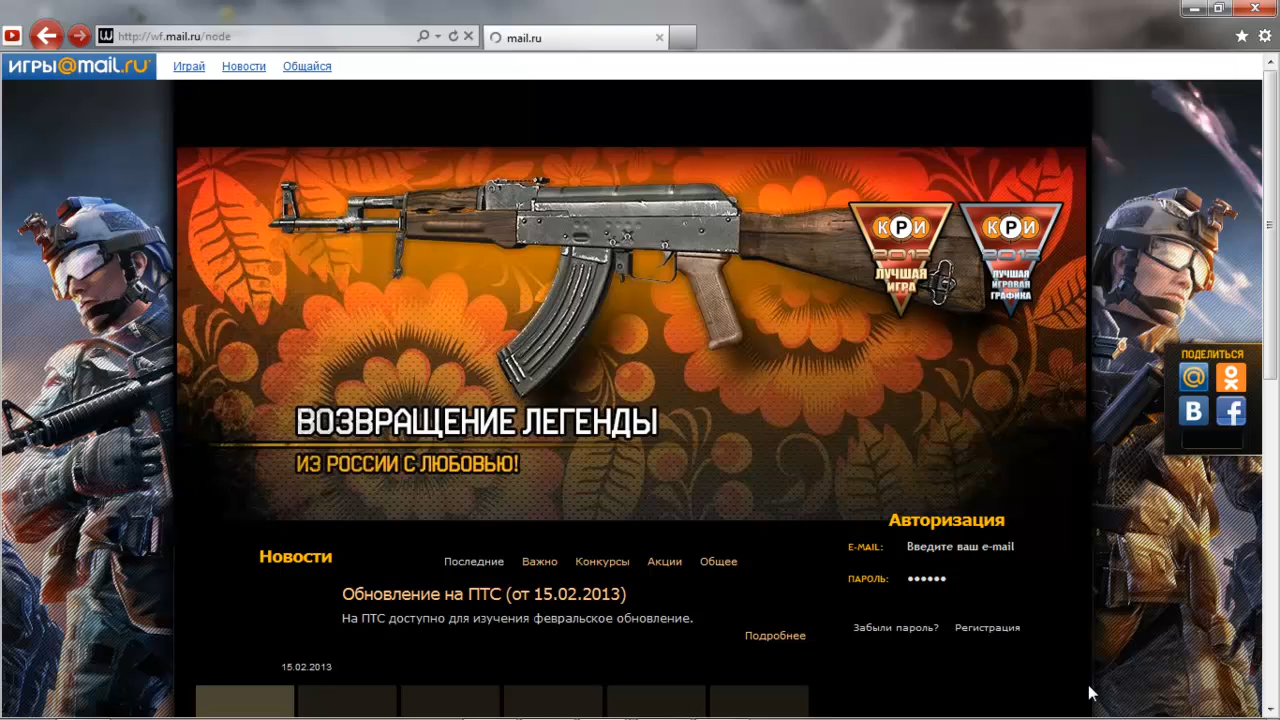 http://wf.mail.ru/node
mail.ru
ИГРЫ@mail.ru
Играй
Новости
Общайся
КРИ
2012
ЛУЧШАЯ
ИГРА
КРИ
2012
ЛУЧШАЯ
ИГРОВАЯ
ГРАФИКА
ПОДЕЛИТЬСЯ
ВОЗВРАЩЕНИЕ ЛЕГЕНДЫ
ИЗ РОССИИ С ЛЮБОВЬЮ!
Авторизация
E-MAIL: Введите ваш e-mail
ПАРОЛЬ: ••••••
Забыли пароль? Регистрация
Новости
Последние Важно Конкурсы Акции Общее
Обновление на ПТС (от 15.02.2013)
На ПТС доступно для изучения февральское обновление.
Подробнее
15.02.2013